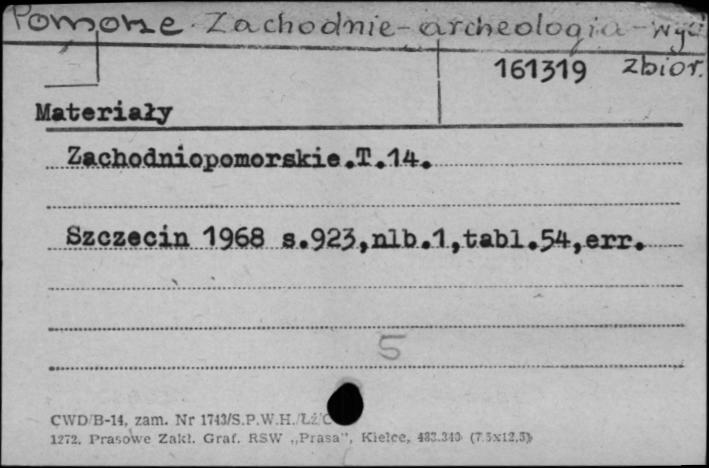 Pomorze Zachodnie - archeologia - wyd.
161319 zbior.
Materiały
Zachodniopomorskie.T.14.
Szczecin 1968 s.923,nlb.1,tabl.54,err.
5
CWD/B-14, zam. Nr 1743/S.P.W.H./Łź/C
1272. Prasowe Zakł. Graf. RSW „Prasa", Kielce, 483.340 (7.5x12.5)